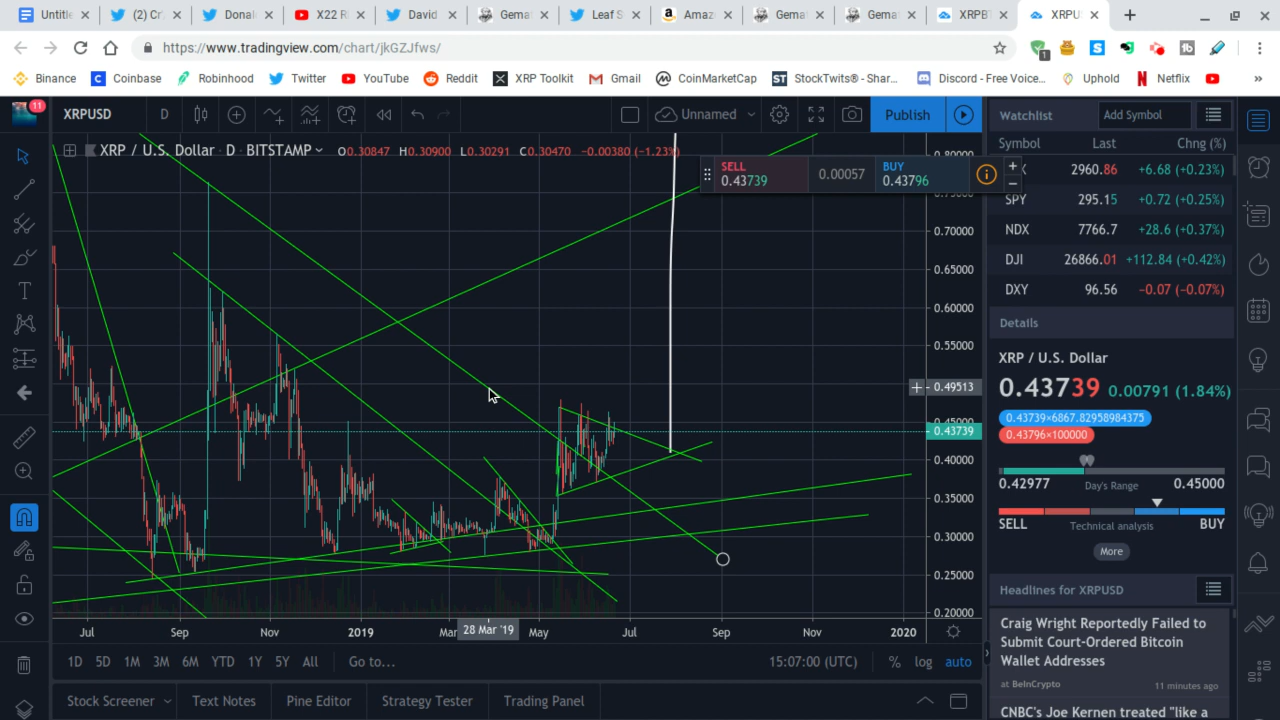 Untitle
(2) Cr
Donal
X22 R
David
Gema
Leaf S
Amaz
Gema
Gema
XRPBT
XRPU
https://www.tradingview.com/chart/jkGZJfws/
1
Binance
Coinbase
Robinhood
Twitter
YouTube
Reddit
XRP Toolkit
Gmail
CoinMarketCap
StockTwits® - Shar...
Discord - Free Voice...
Uphold
Netflix
»
11
XRPUSD
D
Unnamed
Publish
XRP / U.S. Dollar · D · BITSTAMP
O0.30847 H0.30900 L0.30291 C0.30470 −0.00380 (−1.23%)
SELL
0.43739
0.00057
BUY
0.43796
0.80000
0.70000
0.65000
0.60000
0.55000
0.49513
0.45000
0.43739
0.40000
0.35000
0.30000
0.25000
0.20000
Jul
Sep
Nov
2019
Mar
28 Mar '19
May
Jul
Sep
Nov
2020
1D 5D 1M 3M 6M YTD 1Y 5Y All
Go to...
15:07:00 (UTC)
% log auto
Stock Screener
Text Notes
Pine Editor
Strategy Tester
Trading Panel
Watchlist
Add Symbol
Symbol Last Chng (%)
2960.86 +6.68 (+0.23%)
SPY 295.15 +0.72 (+0.25%)
NDX 7766.7 +28.6 (+0.37%)
DJI 26866.01 +112.84 (+0.42%)
DXY 96.56 −0.07 (−0.07%)
Details
XRP / U.S. Dollar
0.43739 0.00791 (1.84%)
0.43739×6867.82958984375
0.43796×100000
0.42977 Day's Range 0.45000
SELL Technical analysis BUY
More
Headlines for XRPUSD
Craig Wright Reportedly Failed to
Submit Court-Ordered Bitcoin
Wallet Addresses
at BeInCrypto 11 minutes ago
CNBC's Joe Kernen treated "like a